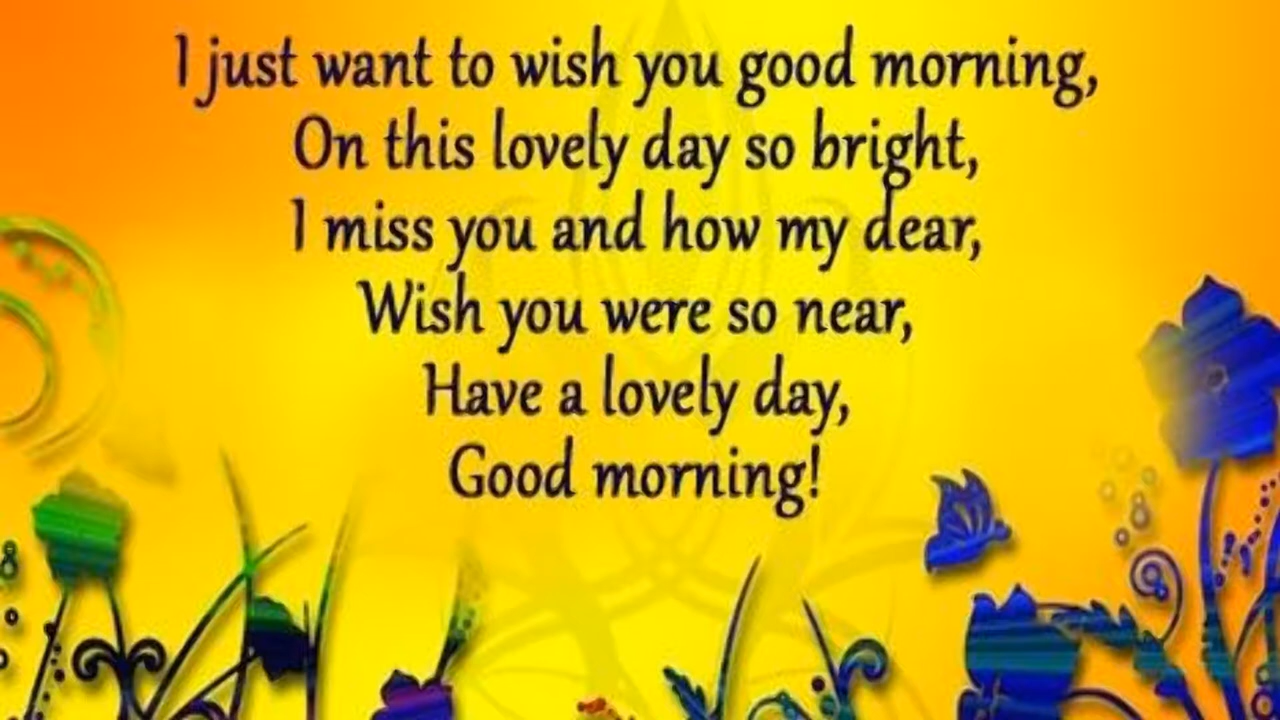 I just want to wish you good morning,
On this lovely day so bright,
I miss you and how my dear,
Wish you were so near,
Have a lovely day,
Good morning!